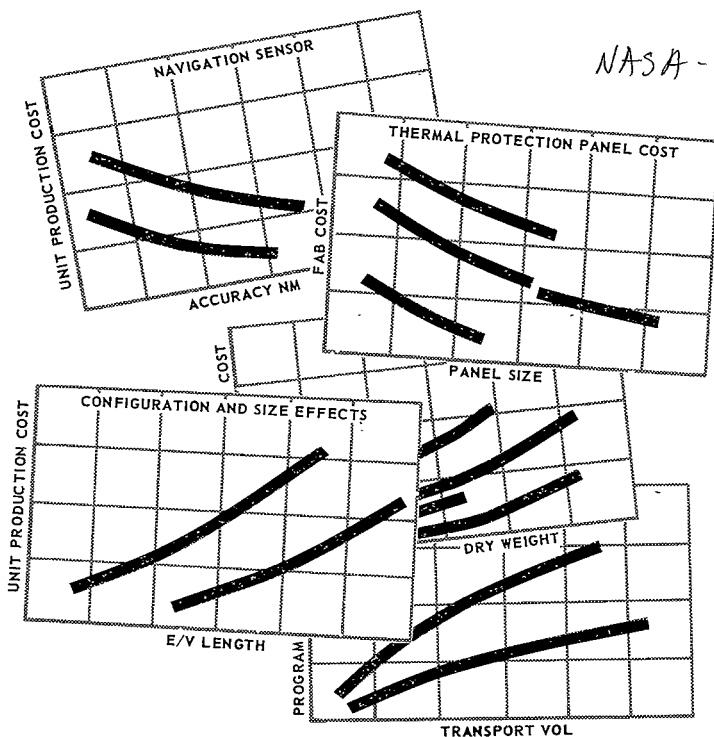 NASA -
NAVIGATION SENSOR
UNIT PRODUCTION COST
ACCURACY NM
THERMAL PROTECTION PANEL COST
FAB COST
PANEL SIZE
COST
DRY WEIGHT
CONFIGURATION AND SIZE EFFECTS
UNIT PRODUCTION COST
E/V LENGTH
PROGRAM
TRANSPORT VOL